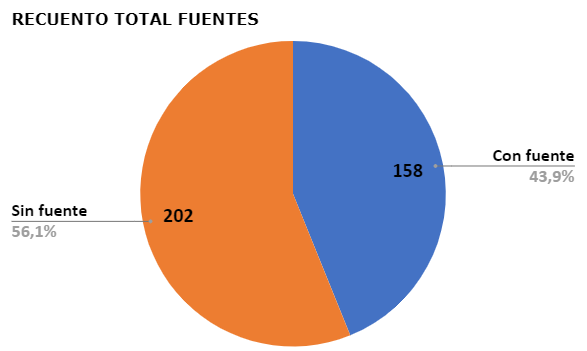 RECUENTO TOTAL FUENTES
Con fuente
43,9%
158
Sin fuente
56,1%
202